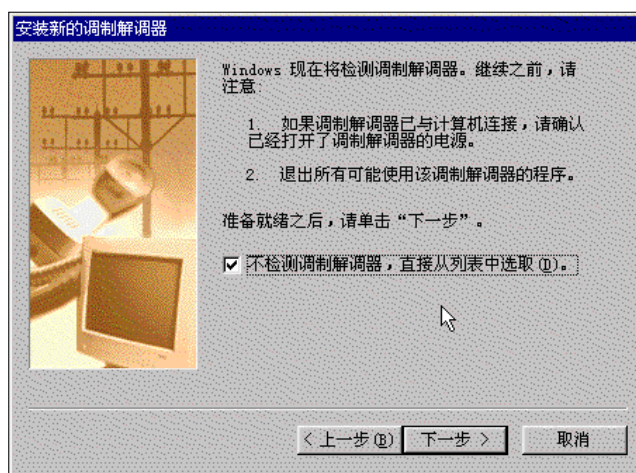 安装新的调制解调器
Windows 现在将检测调制解调器。继续之前，请
注意:
1. 如果调制解调器已与计算机连接，请确认
已经打开了调制解调器的电源。
2. 退出所有可能使用该调制解调器的程序。
准备就绪之后，请单击“下一步”。
不检测调制解调器，直接从列表中选取(D)。
< 上一步(B) 下一步 > 取消